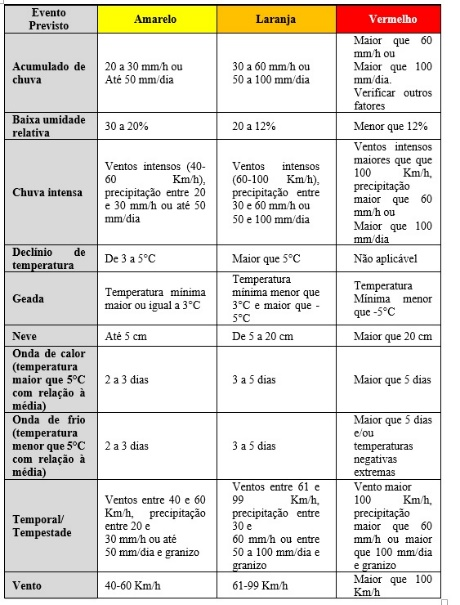 Evento Previsto Amarelo Laranja Vermelho
Acumulado de chuva
20 a 30 mm/h ou
Até 50 mm/dia
30 a 60 mm/h ou
50 a 100 mm/dia
Maior que 60
mm/h ou
Maior que 100
mm/dia.
Verificar outros
fatores
Baixa umidade
relativa
30 a 20%
20 a 12%
Menor que 12%
Chuva intensa
Ventos intensos (40-
60 Km/h),
precipitação entre 20
e 30 mm/h ou até 50
mm/dia
Ventos intensos
(60-100 Km/h),
precipitação entre
30 e 60 mm/h ou
50 e 100 mm/dia
Ventos intensos
maiores que que
100 Km/h,
precipitação
maior que 60
mm/h ou
Maior que 100
mm/dia
Declínio de
temperatura
De 3 a 5°C
Maior que 5°C
Não aplicável
Geada
Temperatura mínima
maior ou igual a 3°C
Temperatura
mínima menor que
3°C e maior que -
5°C
Temperatura
Mínima menor
que -5°C
Neve
Até 5 cm
De 5 a 20 cm
Maior que 20 cm
Onda de calor
(temperatura
maior que 5°C
com relação à
média)
2 a 3 dias
3 a 5 dias
Maior que 5 dias
Onda de frio
(temperatura
menor que 5°C
com relação à
média)
2 a 3 dias
3 a 5 dias
Maior que 5 dias
e/ou
temperaturas
negativas
extremas
Temporal/
Tempestade
Ventos entre 40 e 60
Km/h, precipitação
entre 20 e
30 mm/h ou até
50 mm/dia e granizo
Ventos entre 61 e
99 Km/h,
precipitação entre
30 e
60 mm/h ou entre
50 a 100 mm/dia e
granizo
Vento maior
100 Km/h,
precipitação
maior que 60
mm/h ou maior
que 100 mm/dia
e granizo
Vento
40-60 Km/h
61-99 Km/h
Maior que 100
Km/h